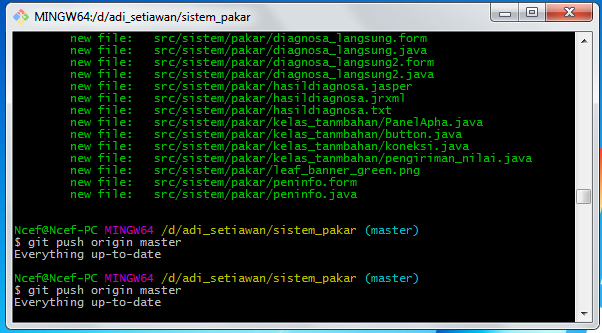 MINGW64:/d/adi_setiawan/sistem_pakar
new file: src/sistem/pakar/diagnosa_langsung.form
new file: src/sistem/pakar/diagnosa_langsung.java
new file: src/sistem/pakar/diagnosa_langsung2.form
new file: src/sistem/pakar/diagnosa_langsung2.java
new file: src/sistem/pakar/hasildiagnosa.jasper
new file: src/sistem/pakar/hasildiagnosa.jrxml
new file: src/sistem/pakar/hasildiagnosa.txt
new file: src/sistem/pakar/kelas_tanmbahan/PanelApha.java
new file: src/sistem/pakar/kelas_tanmbahan/button.java
new file: src/sistem/pakar/kelas_tanmbahan/koneksi.java
new file: src/sistem/pakar/kelas_tanmbahan/pengiriman_nilai.java
new file: src/sistem/pakar/leaf_banner_green.png
new file: src/sistem/pakar/peninfo.form
new file: src/sistem/pakar/peninfo.java
Ncef@Ncef-PC MINGW64 /d/adi_setiawan/sistem_pakar (master)
$ git push origin master
Everything up-to-date
Ncef@Ncef-PC MINGW64 /d/adi_setiawan/sistem_pakar (master)
$ git push origin master
Everything up-to-date